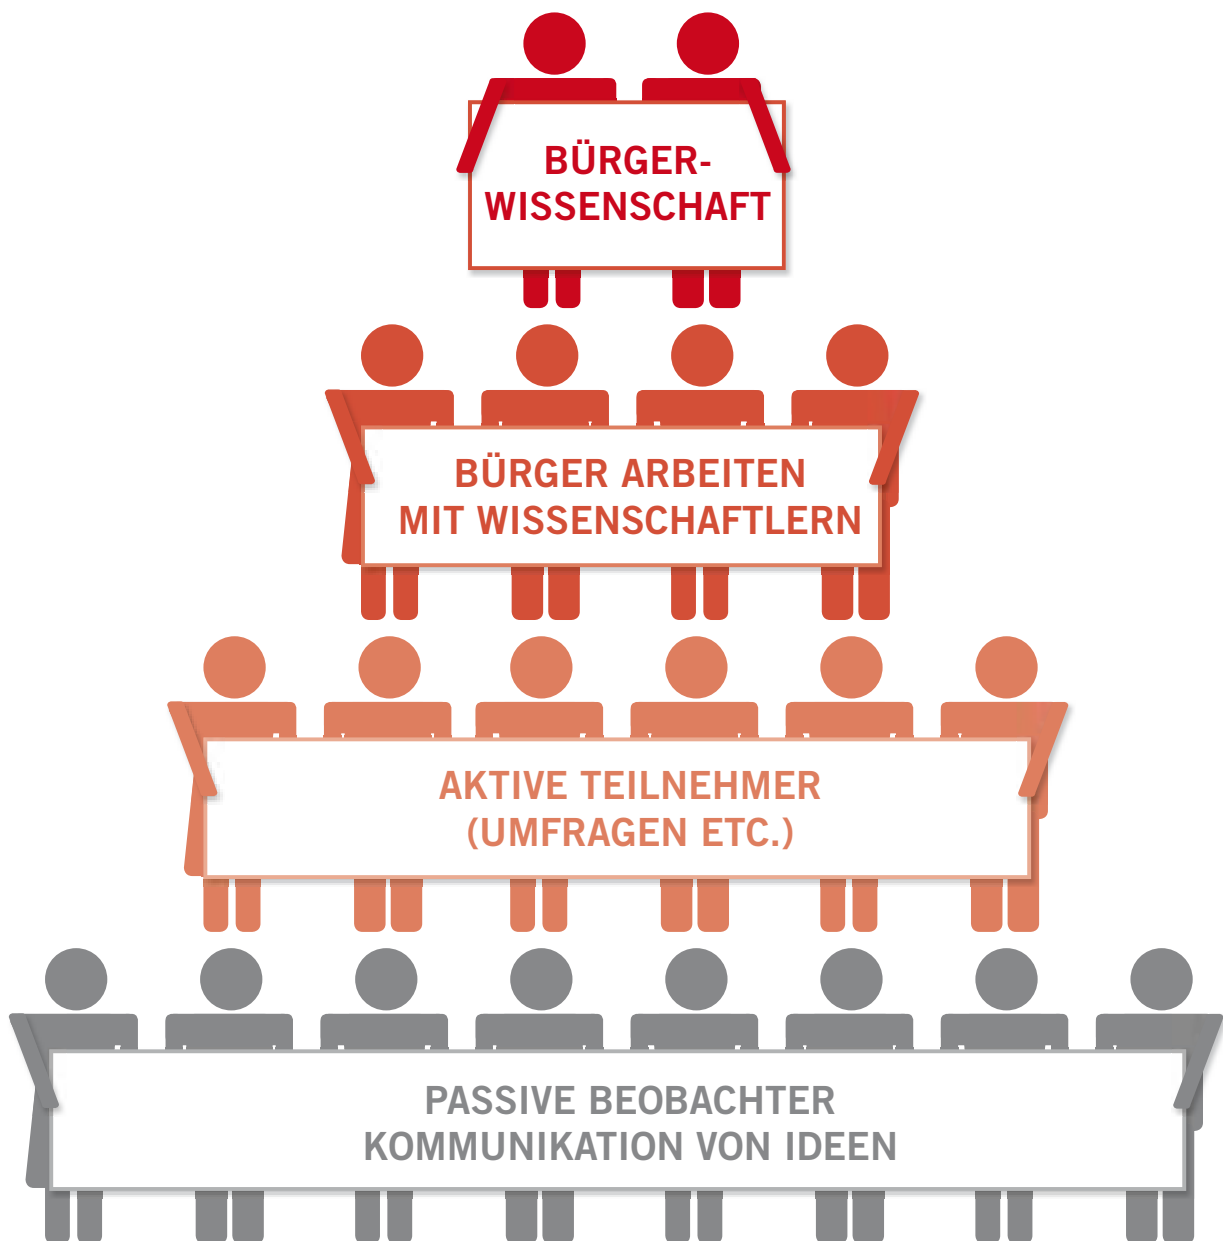 BÜRGER-
WISSENSCHAFT
BÜRGER ARBEITEN
MIT WISSENSCHAFTLERN
AKTIVE TEILNEHMER
(UMFRAGEN ETC.)
PASSIVE BEOBACHTER
KOMMUNIKATION VON IDEEN